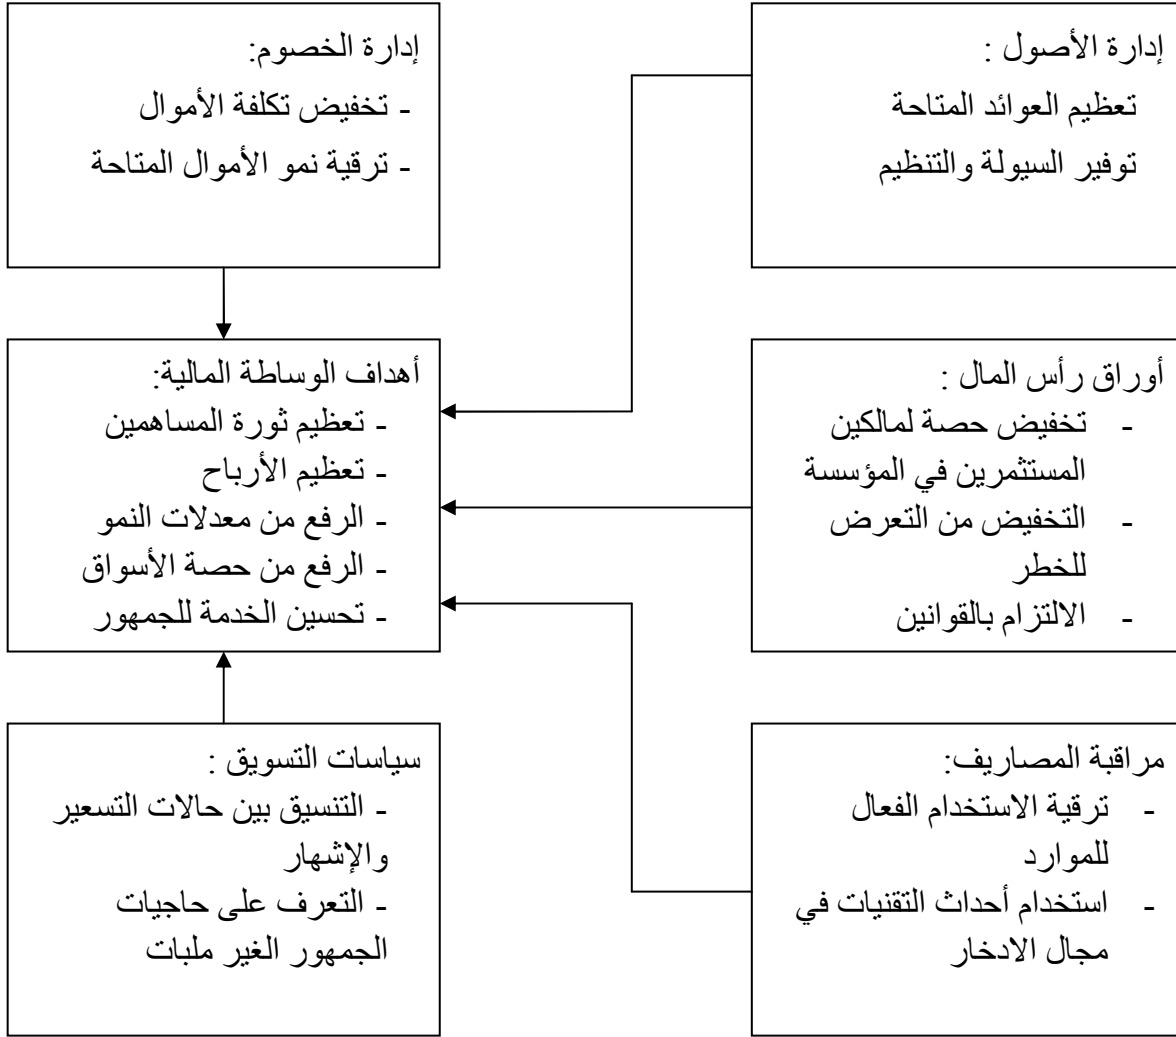 إدارة الأصول :
تعظيم العوائد المتاحة
توفير السيولة والتنظيم
إدارة الخصوم:
- تخفيض تكلفة الأموال
- ترقية نمو الأموال المتاحة
أوراق رأس المال :
- تخفيض حصة لمالكين
المستثمرين في المؤسسة
- التخفيض من التعرض
للخطر
- الالتزام بالقوانين
أهداف الوساطة المالية:
- تعظيم ثورة المساهمين
- تعظيم الأرباح
- الرفع من معدلات النمو
- الرفع من حصة الأسواق
- تحسين الخدمة للجمهور
مراقبة المصاريف:
- ترقية الاستخدام الفعال
للموارد
- استخدام أحداث التقنيات في
مجال الادخار
سياسات التسويق :
- التنسيق بين حالات التسعير
والإشهار
- التعرف على حاجيات
الجمهور الغير ملبات